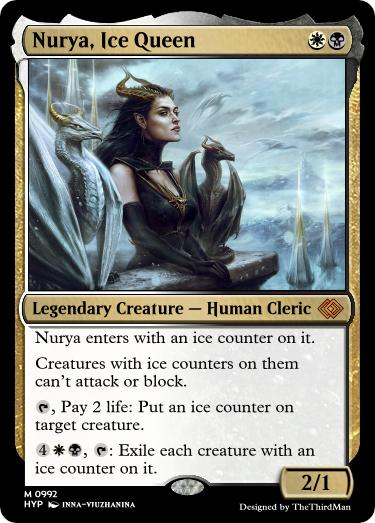 Nurya, Ice Queen
Legendary Creature — Human Cleric
Nurya enters with an ice counter on it.
Creatures with ice counters on them
can't attack or block.
, Pay 2 life: Put an ice counter on
target creature.
4 , : Exile each creature with an
ice counter on it.
2/1
M 0992
HYP INNA-VIUZHANINA
Designed by TheThirdMan